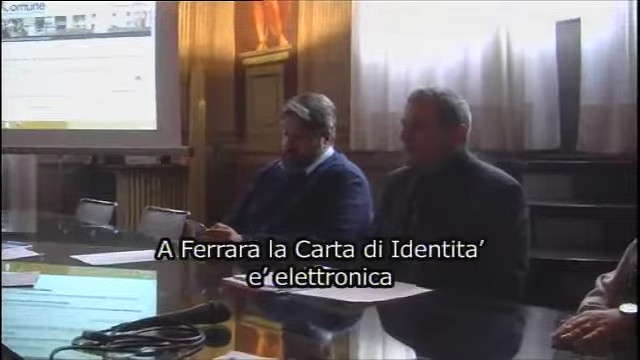 Comune
A Ferrara la Carta di Identita'
e' elettronica